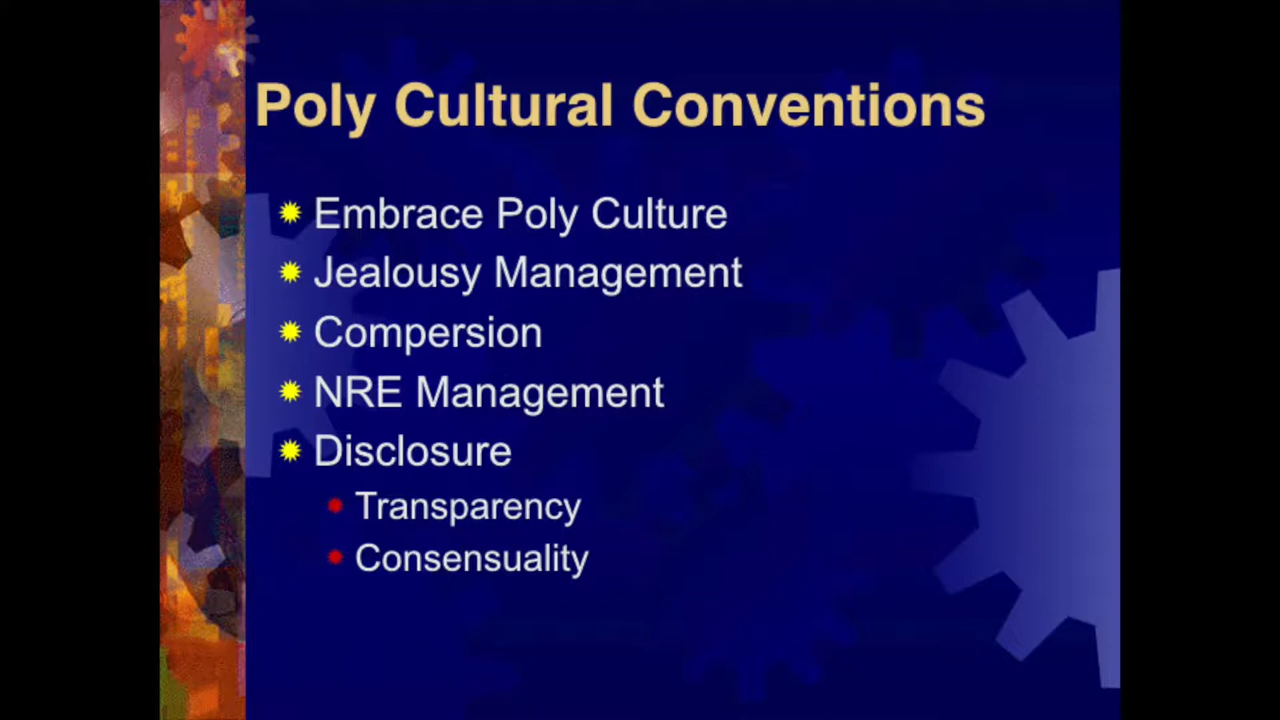 Poly Cultural Conventions
Embrace Poly Culture
Jealousy Management
Compersion
NRE Management
Disclosure
Transparency
Consensuality